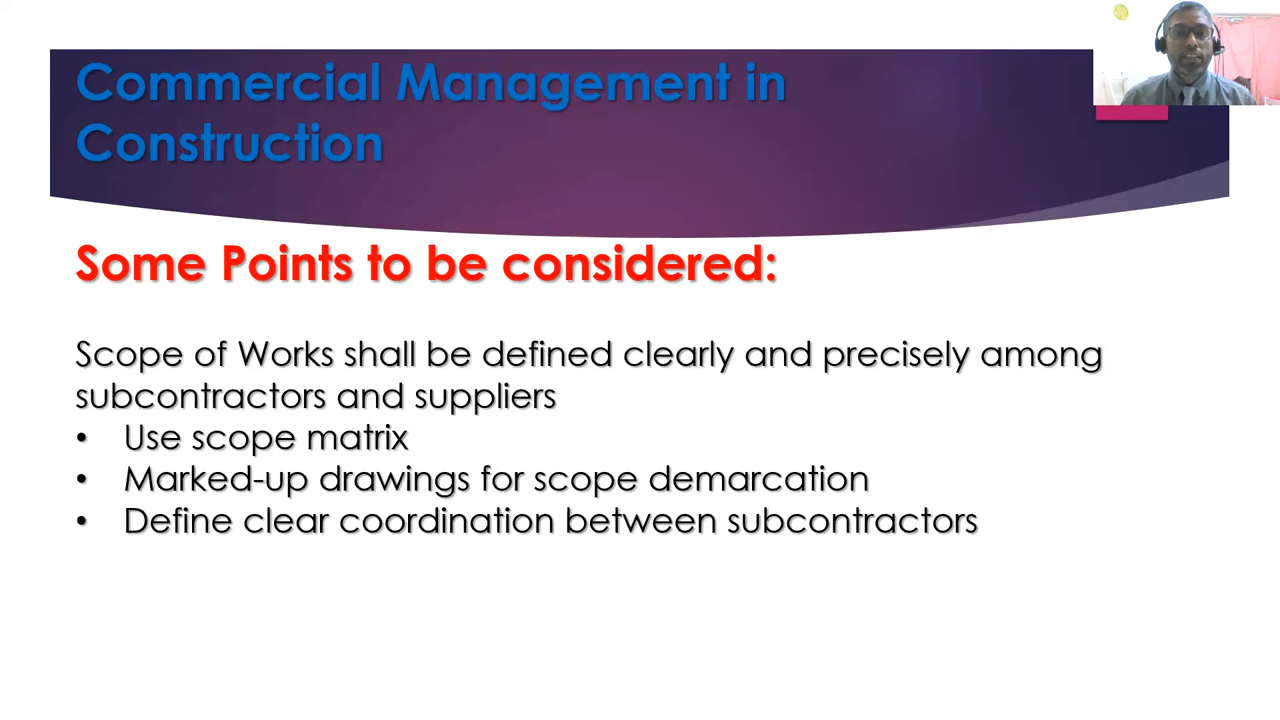 Commercial Management in
Construction
Some Points to be considered:
Scope of Works shall be defined clearly and precisely among
subcontractors and suppliers
• Use scope matrix
• Marked-up drawings for scope demarcation
• Define clear coordination between subcontractors